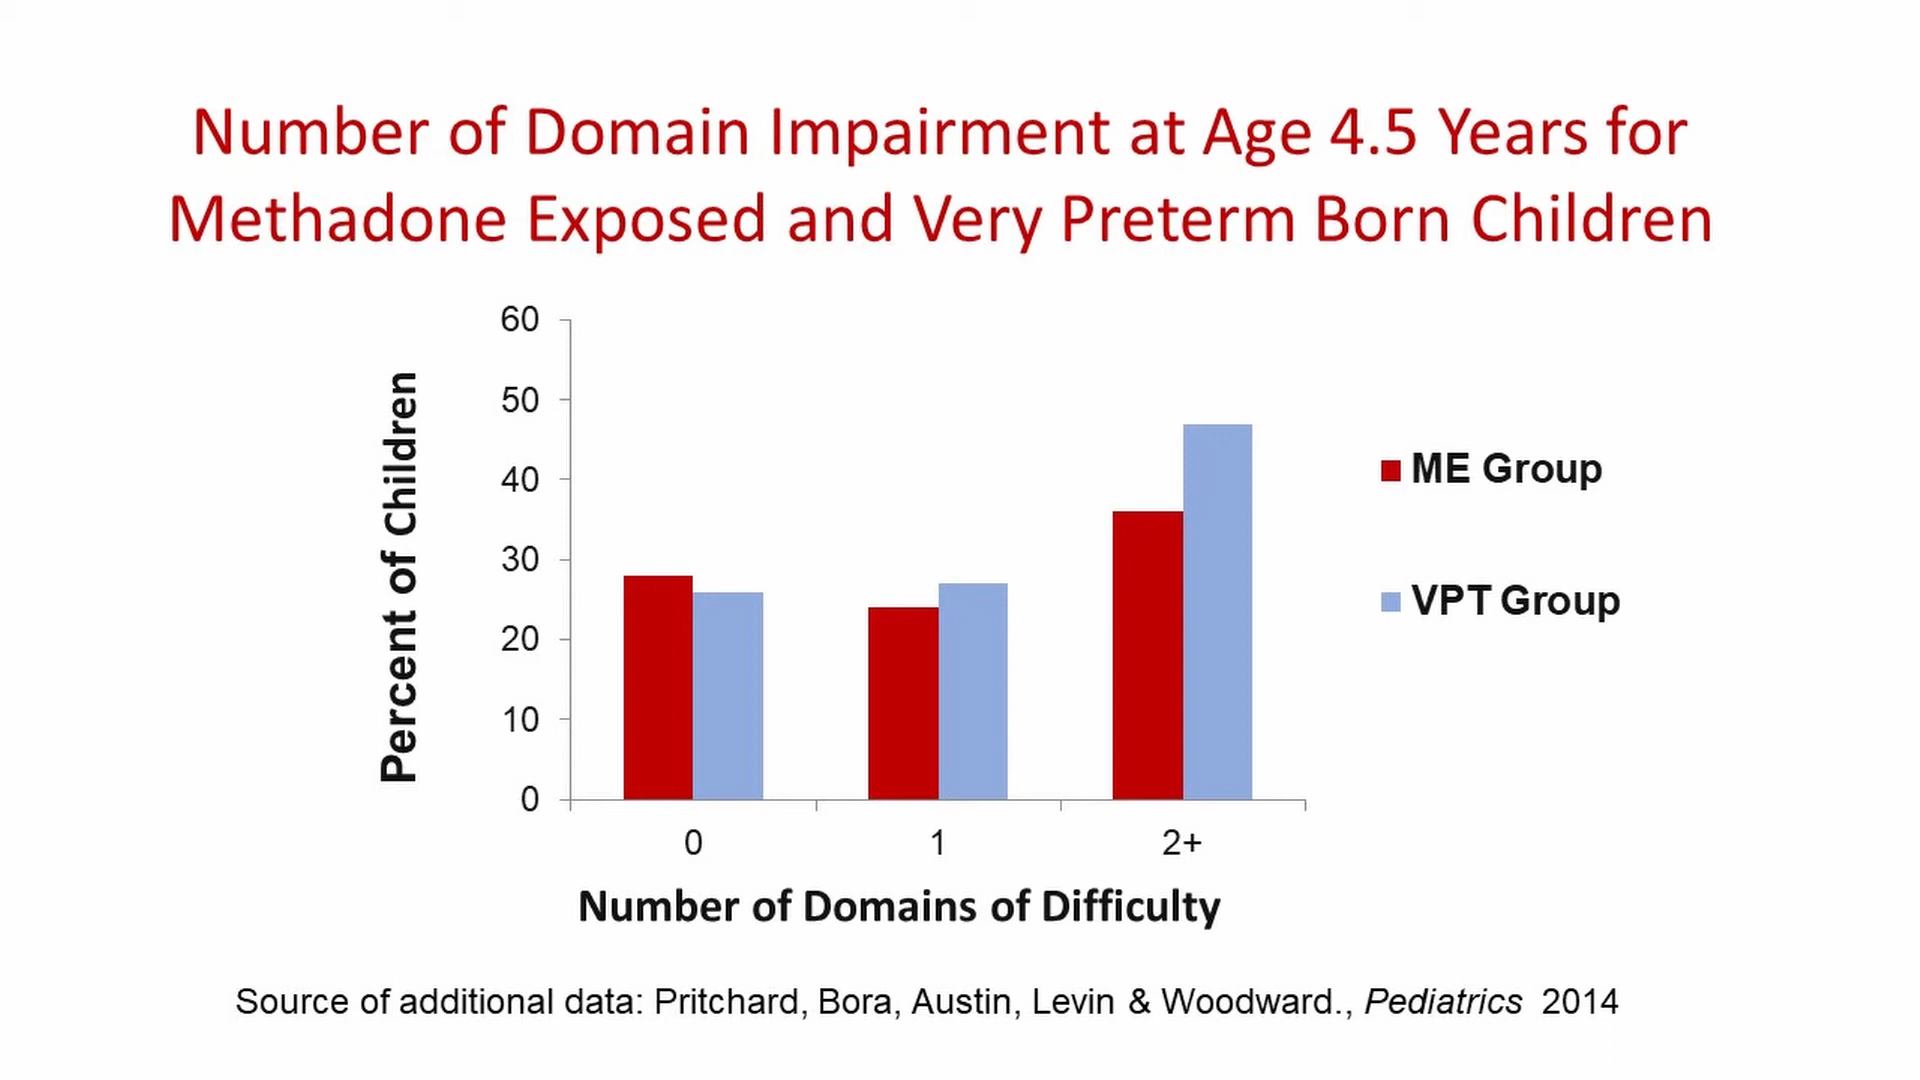 Number of Domain Impairment at Age 4.5 Years for
Methadone Exposed and Very Preterm Born Children
Percent of Children
60
50
40
30
20
10
0
0 1 2+
Number of Domains of Difficulty
ME Group
VPT Group
Source of additional data: Pritchard, Bora, Austin, Levin & Woodward., Pediatrics 2014